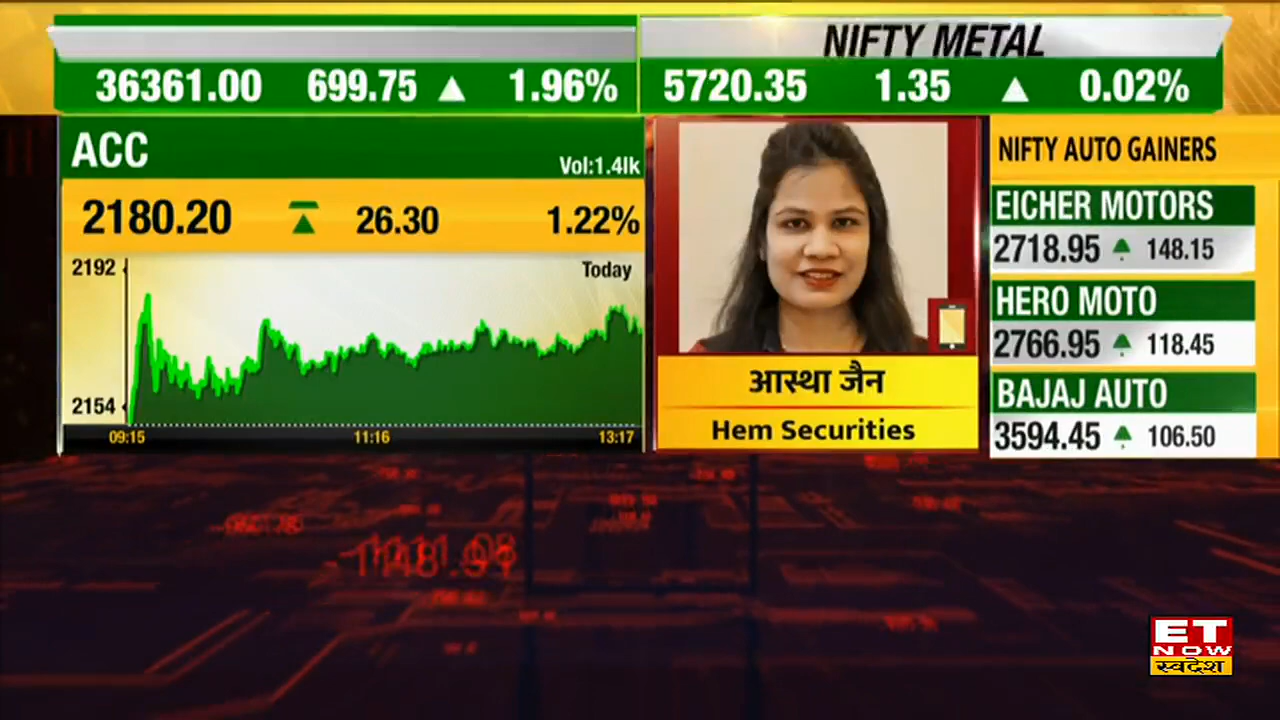 36361.00 699.75 1.96%
NIFTY METAL
5720.35 1.35 0.02%
ACC
Vol:1.4lk
2180.20 26.30 1.22%
2192
Today
2154
09:15 11:16 13:17
आस्था जैन
Hem Securities
NIFTY AUTO GAINERS
EICHER MOTORS
2718.95 148.15
HERO MOTO
2766.95 118.45
BAJAJ AUTO
3594.45 106.50
ET
NOW
स्वदेश